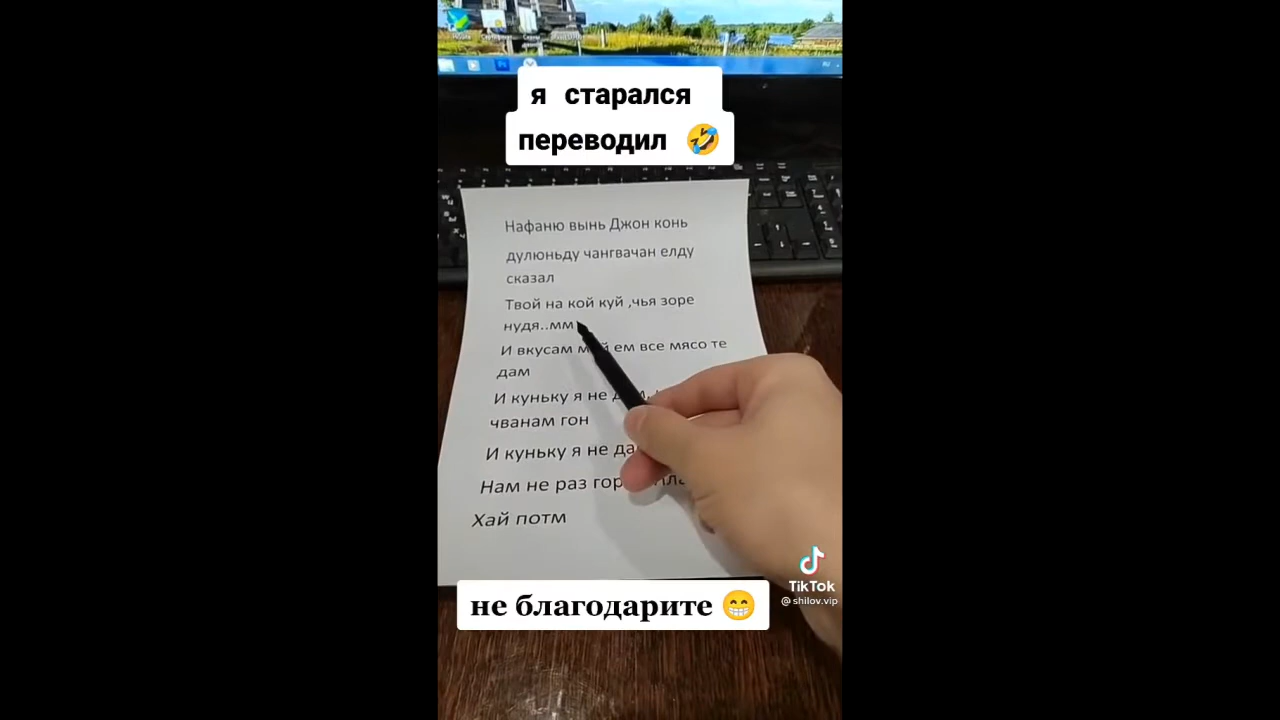 я старался
переводил 🤣
Нафаню вынь Джон конь
дулюньду чангвачан елду
сказал
Твой на кой куй ,чья зоре
нудя..мм
И вкусам ем все мясо те
дам
И куньку я не
чванам гон
И куньку я не
Нам не раз
Хай потм
не благодарите 😁
TikTok
@shilov.vip